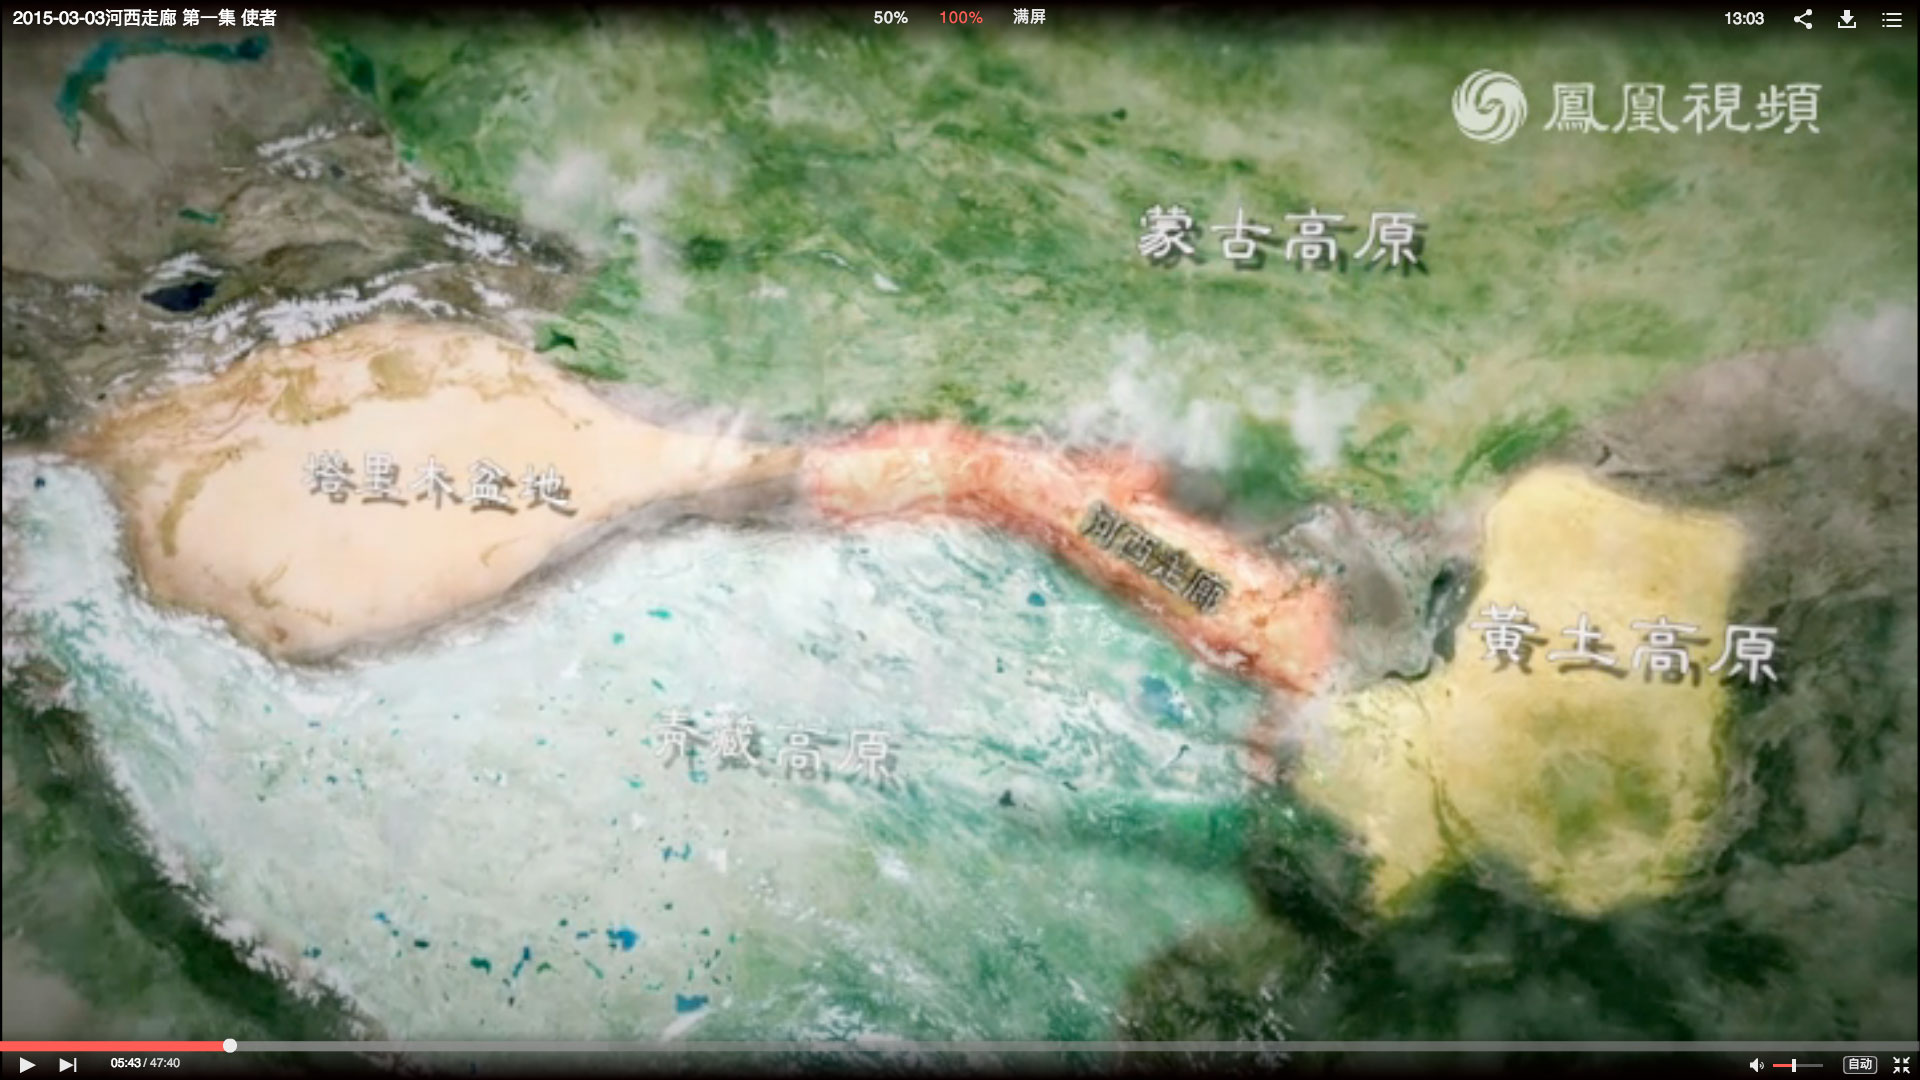 2015-03-03河西走廊 第一集 使者
50% 100% 满屏
13:03
鳳凰視頻
蒙古高原
塔里木盆地
河西走廊
黃土高原
青藏高原
05:43 / 47:40
自动